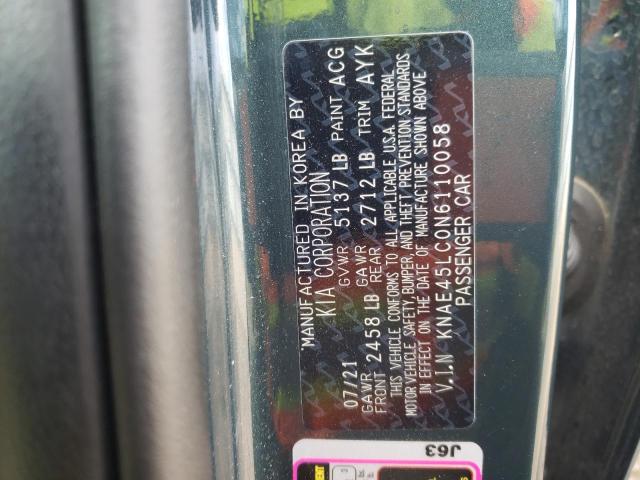 MANUFACTURED IN KOREA BY
KIA CORPORATION
07/21 GVWR 5137 LB PAINT ACG
GAWR FRONT 2458 LB GAWR REAR 2712 LB TRIM AYK
THIS VEHICLE CONFORMS TO ALL APPLICABLE U.S.A. FEDERAL
MOTOR VEHICLE SAFETY, BUMPER, AND THEFT PREVENTION STANDARDS
IN EFFECT ON THE DATE OF MANUFACTURE SHOWN ABOVE
V.I.N KNAE45LC0N6110058
PASSENGER CAR
J63